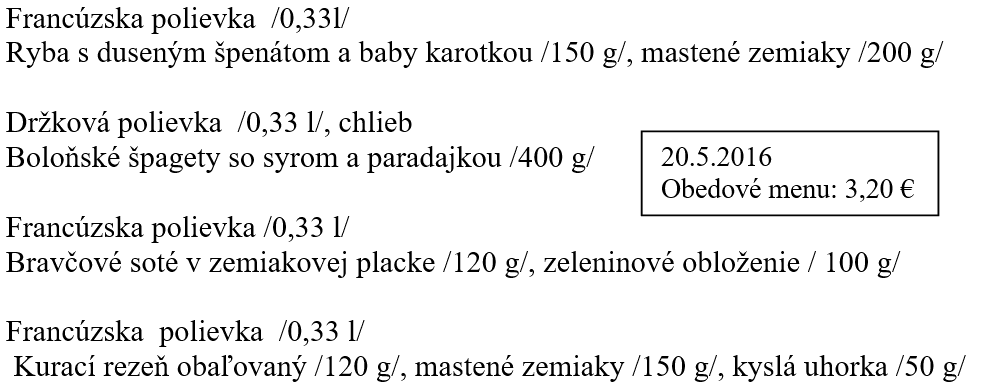 Francúzska polievka /0,33l/
Ryba s duseným špenátom a baby karotkou /150 g/, mastené zemiaky /200 g/
Držková polievka /0,33 l/, chlieb
Boloňské špagety so syrom a paradajkou /400 g/
20.5.2016
Obedové menu: 3,20 €
Francúzska polievka /0,33 l/
Bravčové soté v zemiakovej placke /120 g/, zeleninové obloženie / 100 g/
Francúzska polievka /0,33 l/
Kurací rezeň obaľovaný /120 g/, mastené zemiaky /150 g/, kyslá uhorka /50 g/